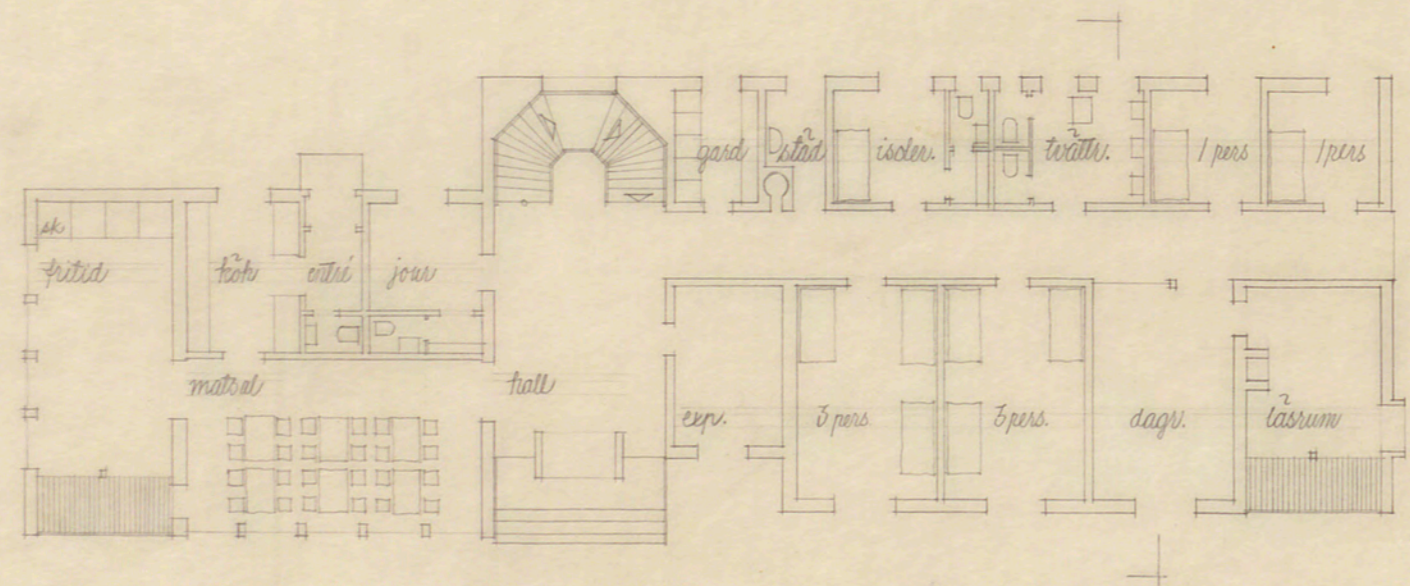 gard
städ
isoler.
tvättr.
1 pers
1 pers
sk
fritid
kök
entré
jour
matsal
hall
exp.
3 pers
3 pers.
dagr.
läsrum